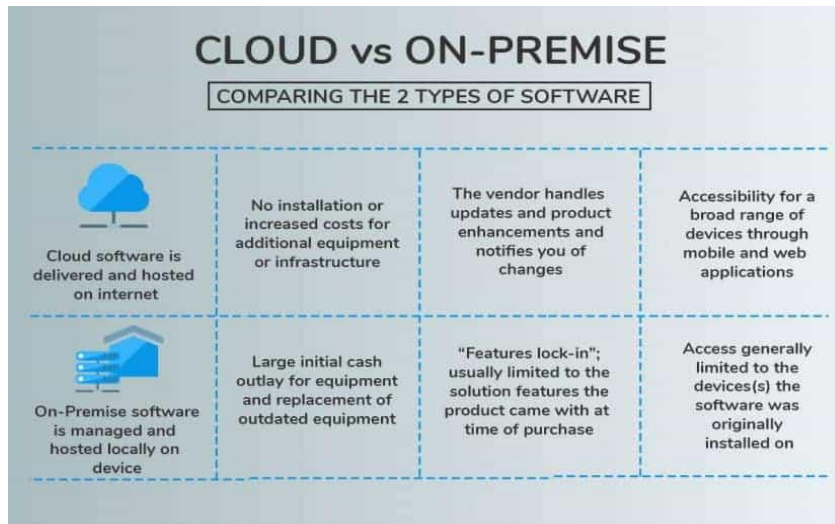 CLOUD vs ON-PREMISE
COMPARING THE 2 TYPES OF SOFTWARE
Cloud software is
delivered and hosted
on internet
No installation or
increased costs for
additional equipment
or infrastructure
The vendor handles
updates and product
enhancements and
notifies you of
changes
Accessibility for a
broad range of
devices through
mobile and web
applications
On-Premise software
is managed and
hosted locally on
device
Large initial cash
outlay for equipment
and replacement of
outdated equipment
“Features lock-in”;
usually limited to the
solution features the
product came with at
time of purchase
Access generally
limited to the
devices(s) the
software was
originally
installed on